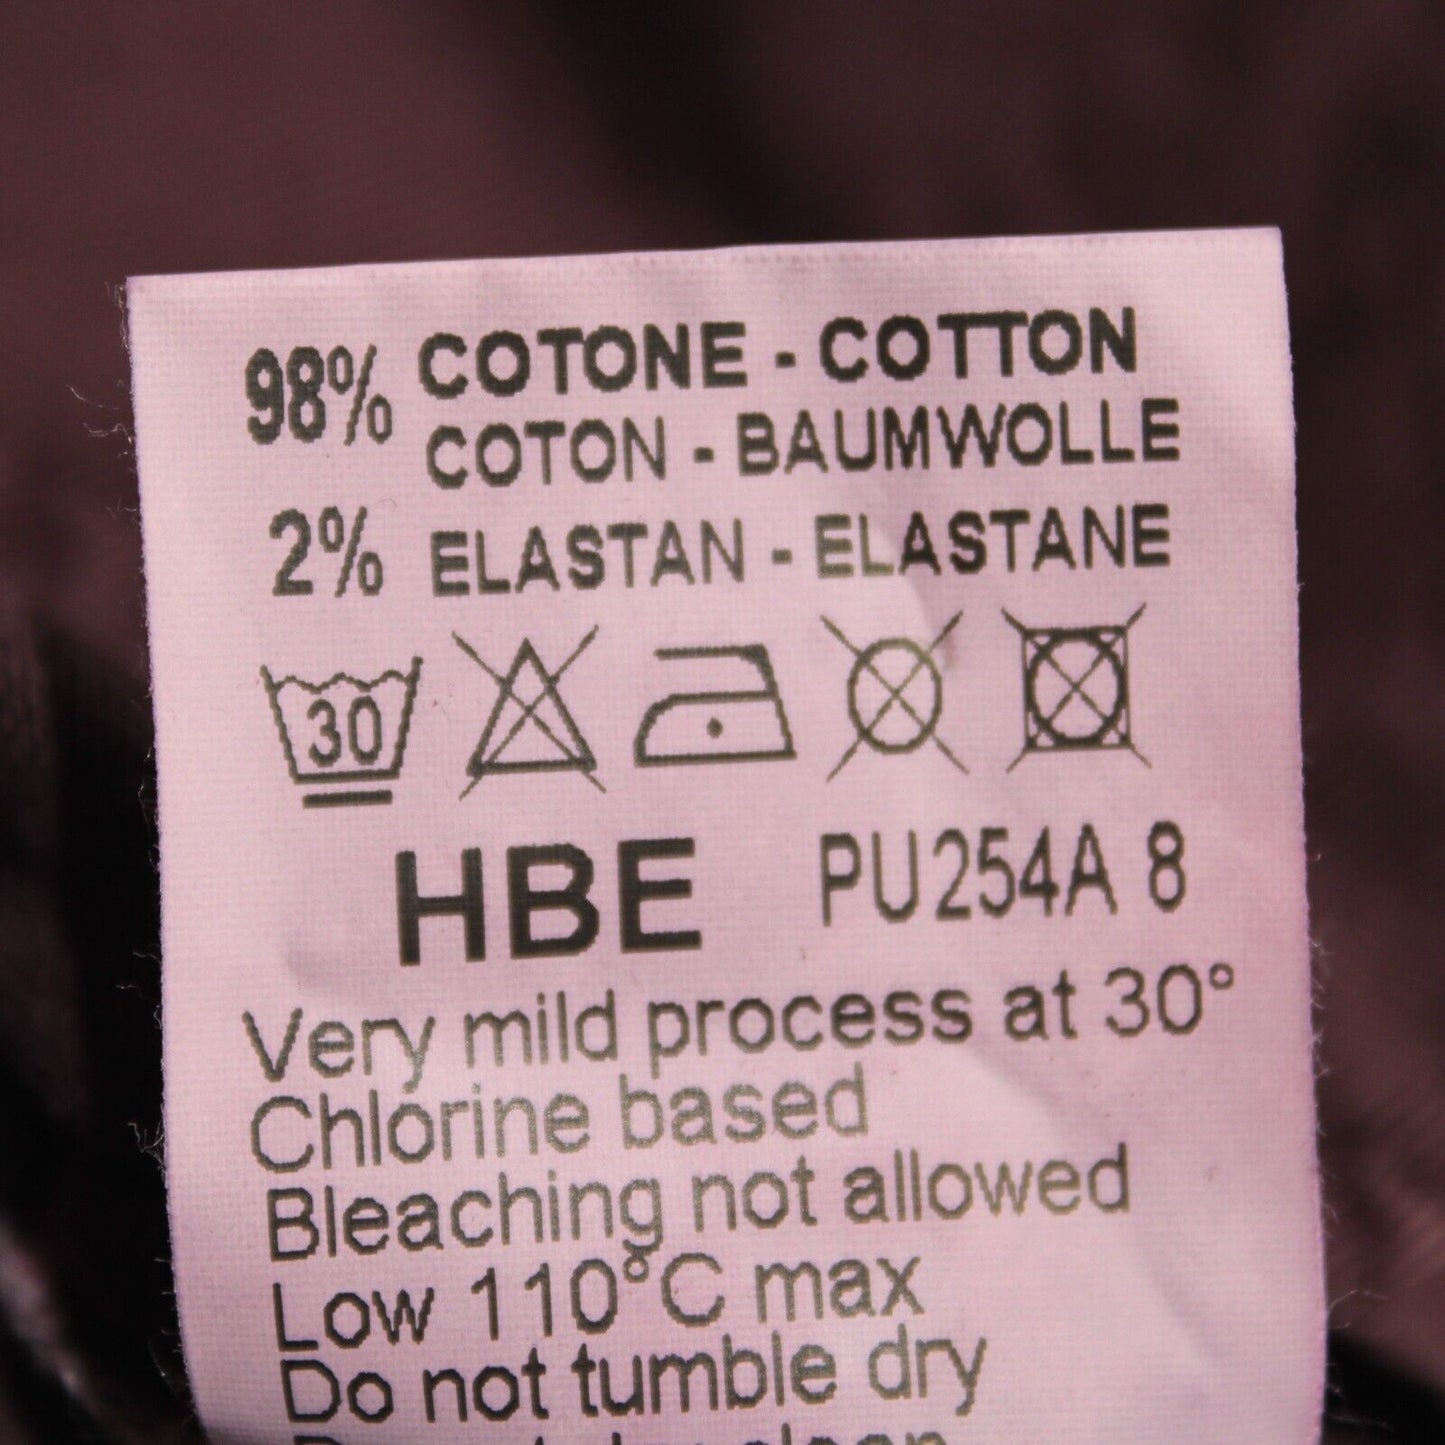 98% COTONE - COTTON
COTON - BAUMWOLLE
2% ELASTAN - ELASTANE
30
HBE PU254A 8
Very mild process at 30°
Chlorine based
Bleaching not allowed
Low 110°C max
Do not tumble dry